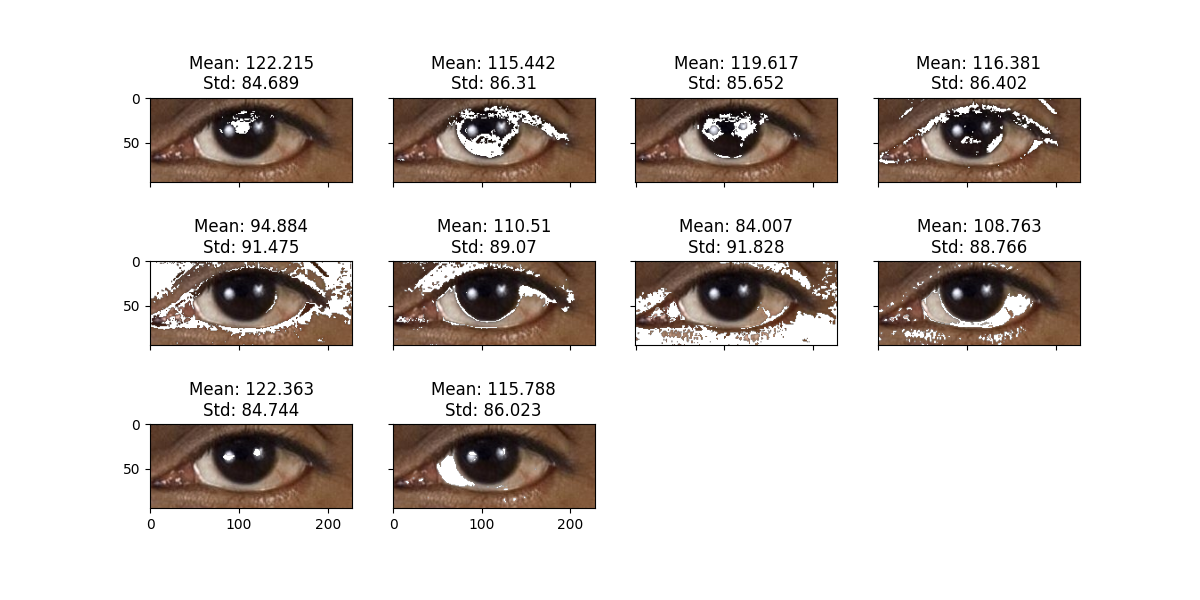 Mean: 122.215
Std: 84.689
Mean: 115.442
Std: 86.31
Mean: 119.617
Std: 85.652
Mean: 116.381
Std: 86.402
0
50
Mean: 94.884
Std: 91.475
Mean: 110.51
Std: 89.07
Mean: 84.007
Std: 91.828
Mean: 108.763
Std: 88.766
0
50
Mean: 122.363
Std: 84.744
Mean: 115.788
Std: 86.023
0
50
0 100 200 0 100 200